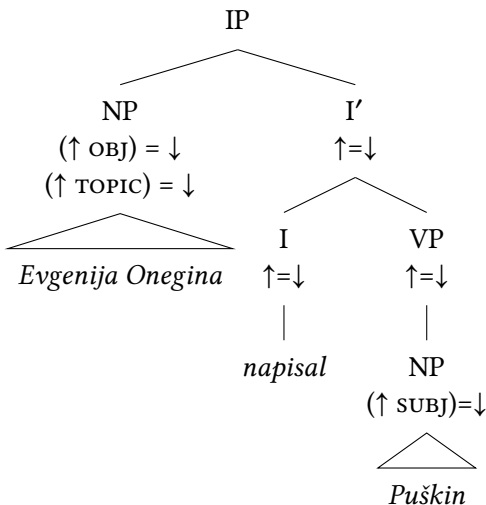 IP
NP I′
(↑ OBJ) = ↓ ↑=↓
(↑ TOPIC) = ↓
I VP
Evgenija Onegina ↑=↓ ↑=↓
napisal NP
(↑ SUBJ)=↓
Puškin